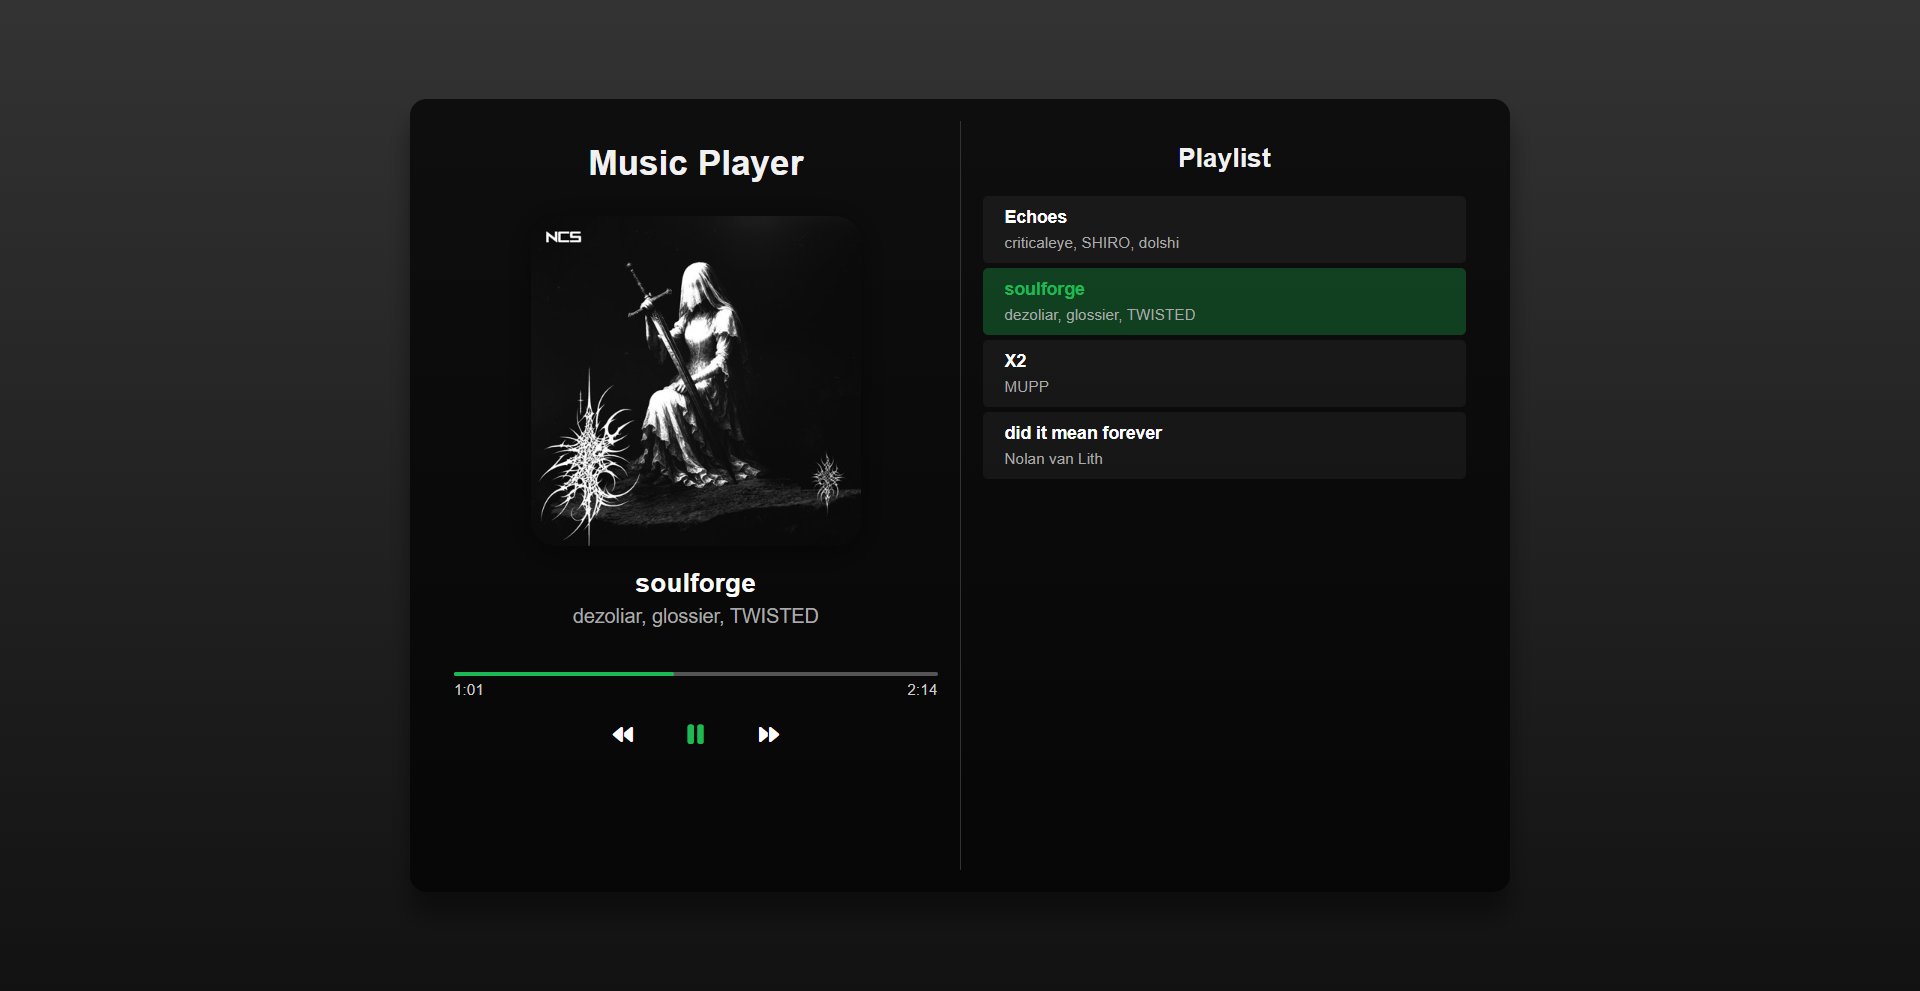 Music Player
NCS
soulforge
dezoliar, glossier, TWISTED
1:01
2:14
Playlist
Echoes
criticaleye, SHIRO, dolshi
soulforge
dezoliar, glossier, TWISTED
X2
MUPP
did it mean forever
Nolan van Lith